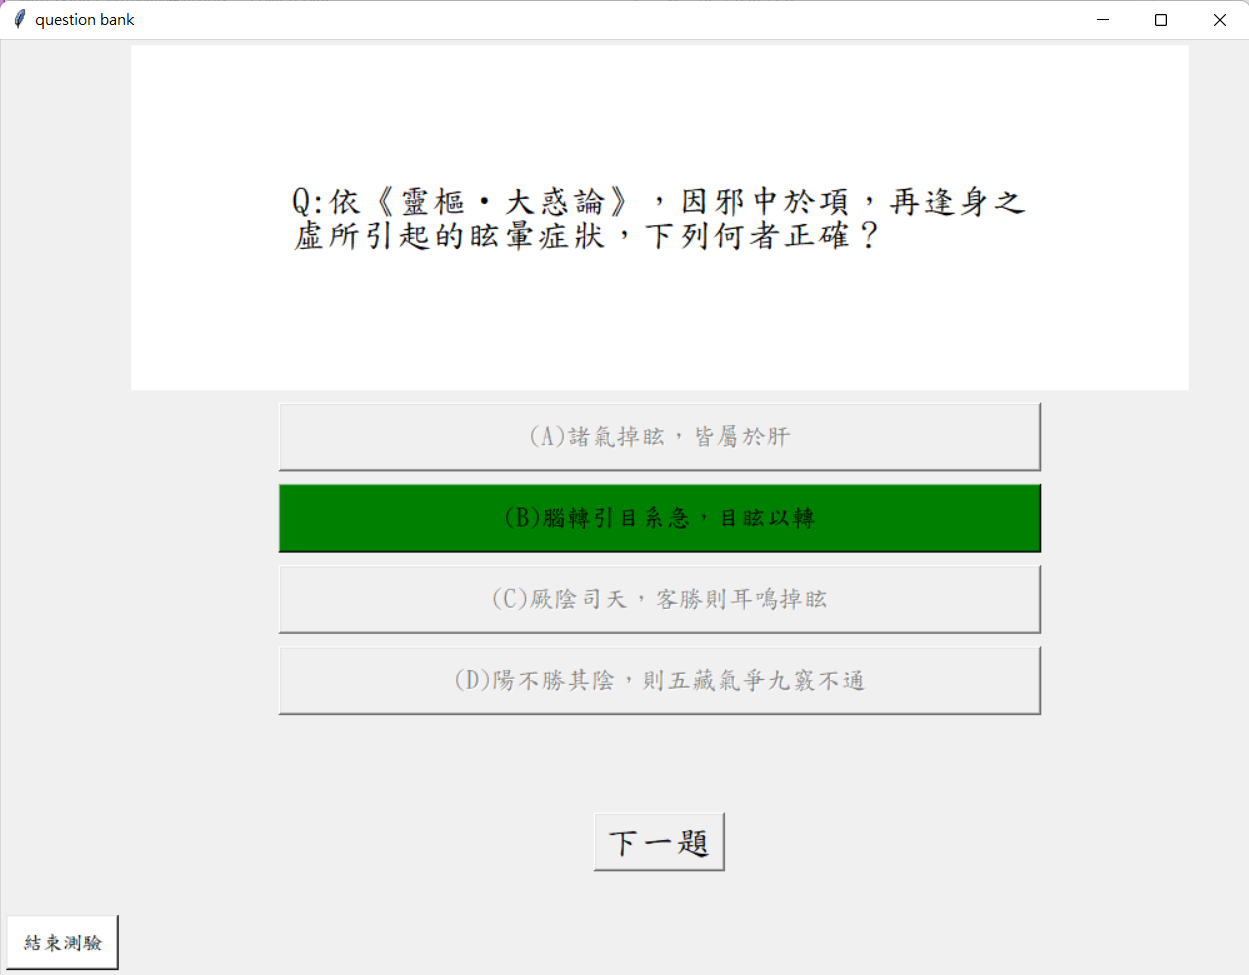 question bank
Q:依《靈樞·大惑論》，因邪中於項，再逢身之
虛所引起的眩暈症狀，下列何者正確？
(A)諸氣掉眩，皆屬於肝
(B)腦轉引目系急，目眩以轉
(C)厥陰司天，客勝則耳鳴掉眩
(D)陽不勝其陰，則五藏氣爭九竅不通
下一題
結束測驗